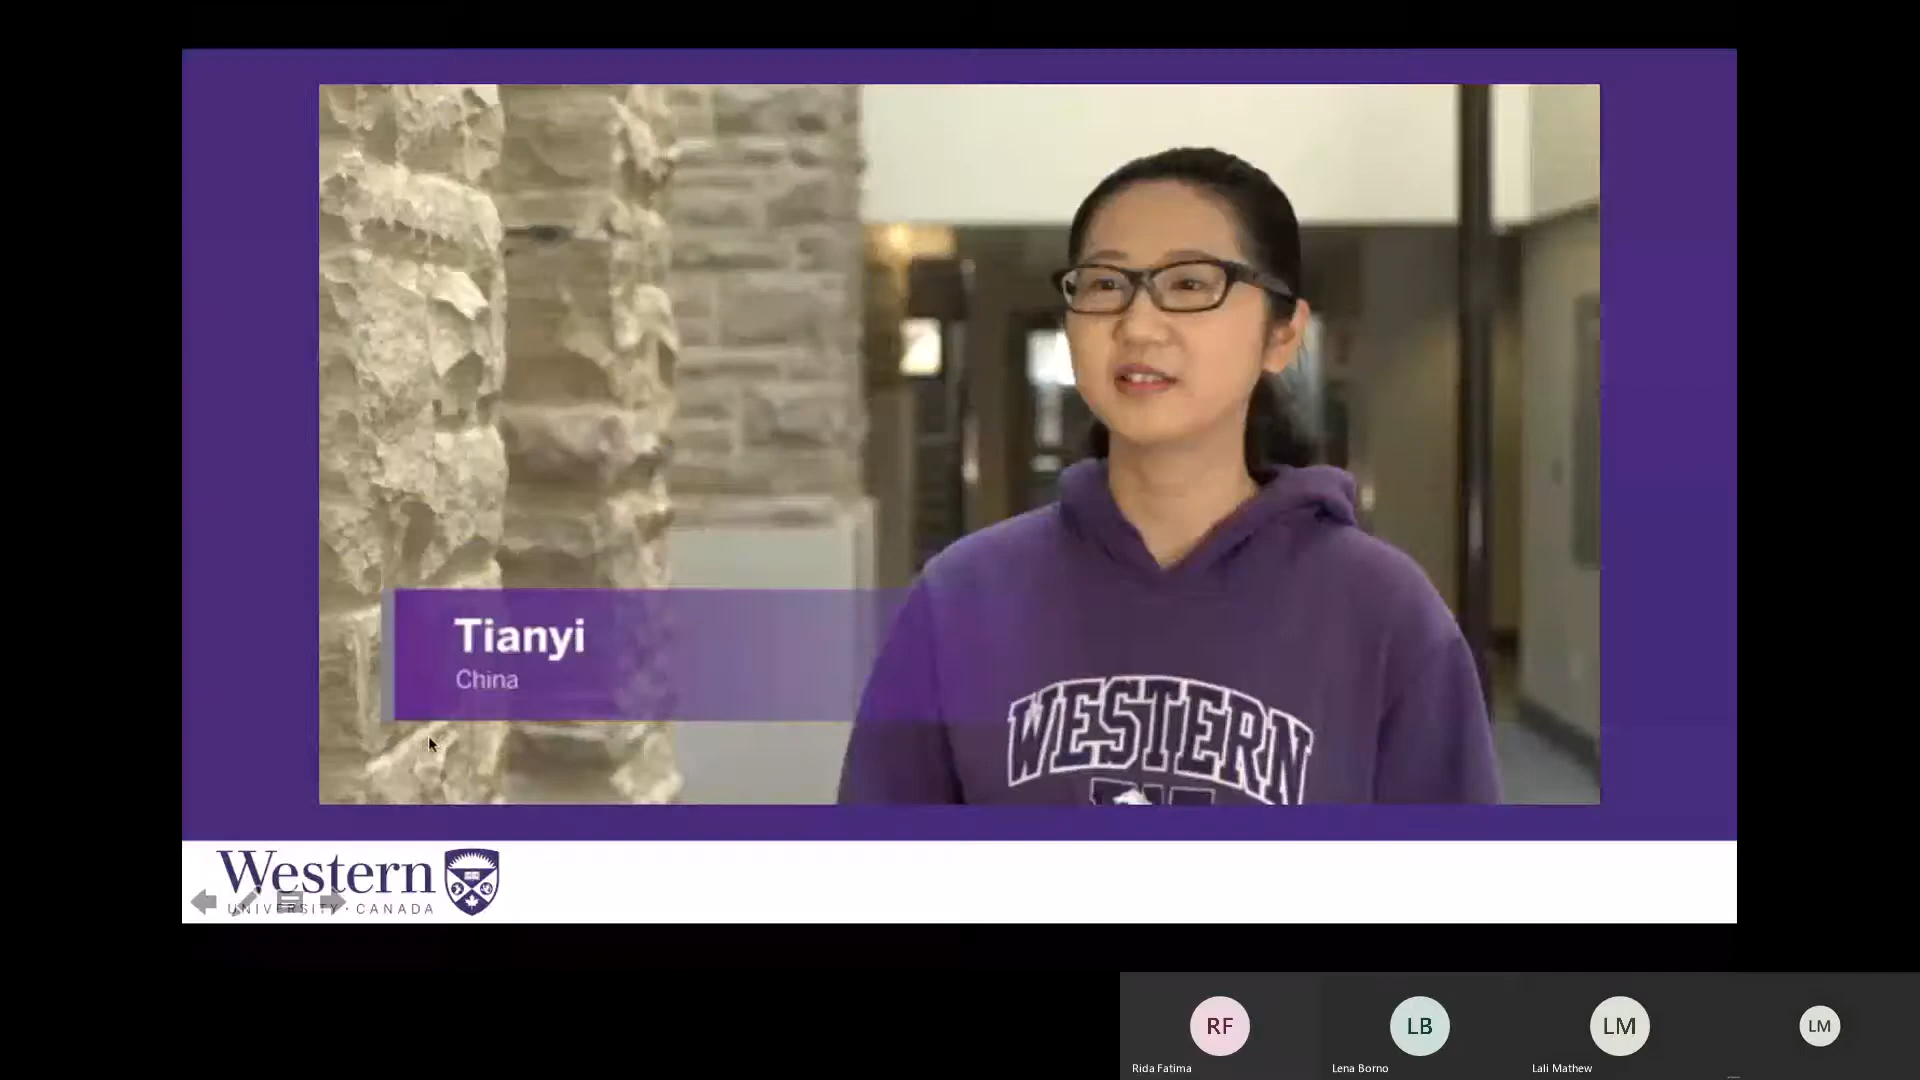 Tianyi
China
WESTERN
Western
UNIVERSITY · CANADA
RF
LB
LM
LM
Rida Fatima
Lena Borno
Lali Mathew